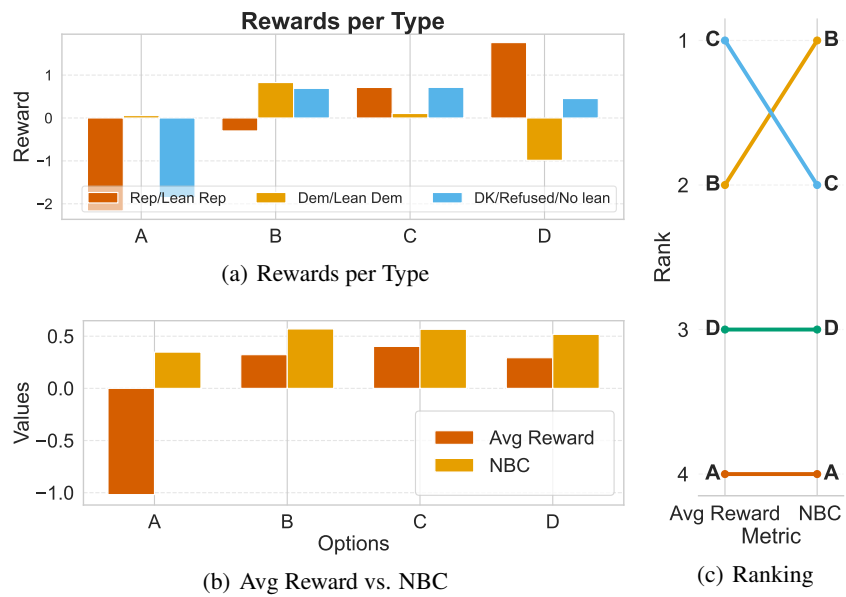 Rewards per Type
Reward
1
0
−1
−2
Rep/Lean Rep
Dem/Lean Dem
DK/Refused/No lean
A
B
C
D
(a) Rewards per Type
Values
0.5
0.0
−0.5
−1.0
Avg Reward
NBC
A
B
C
D
Options
(b) Avg Reward vs. NBC
Rank
1
C
B
2
B
C
3
D
D
4
A
A
Avg Reward
NBC
Metric
(c) Ranking